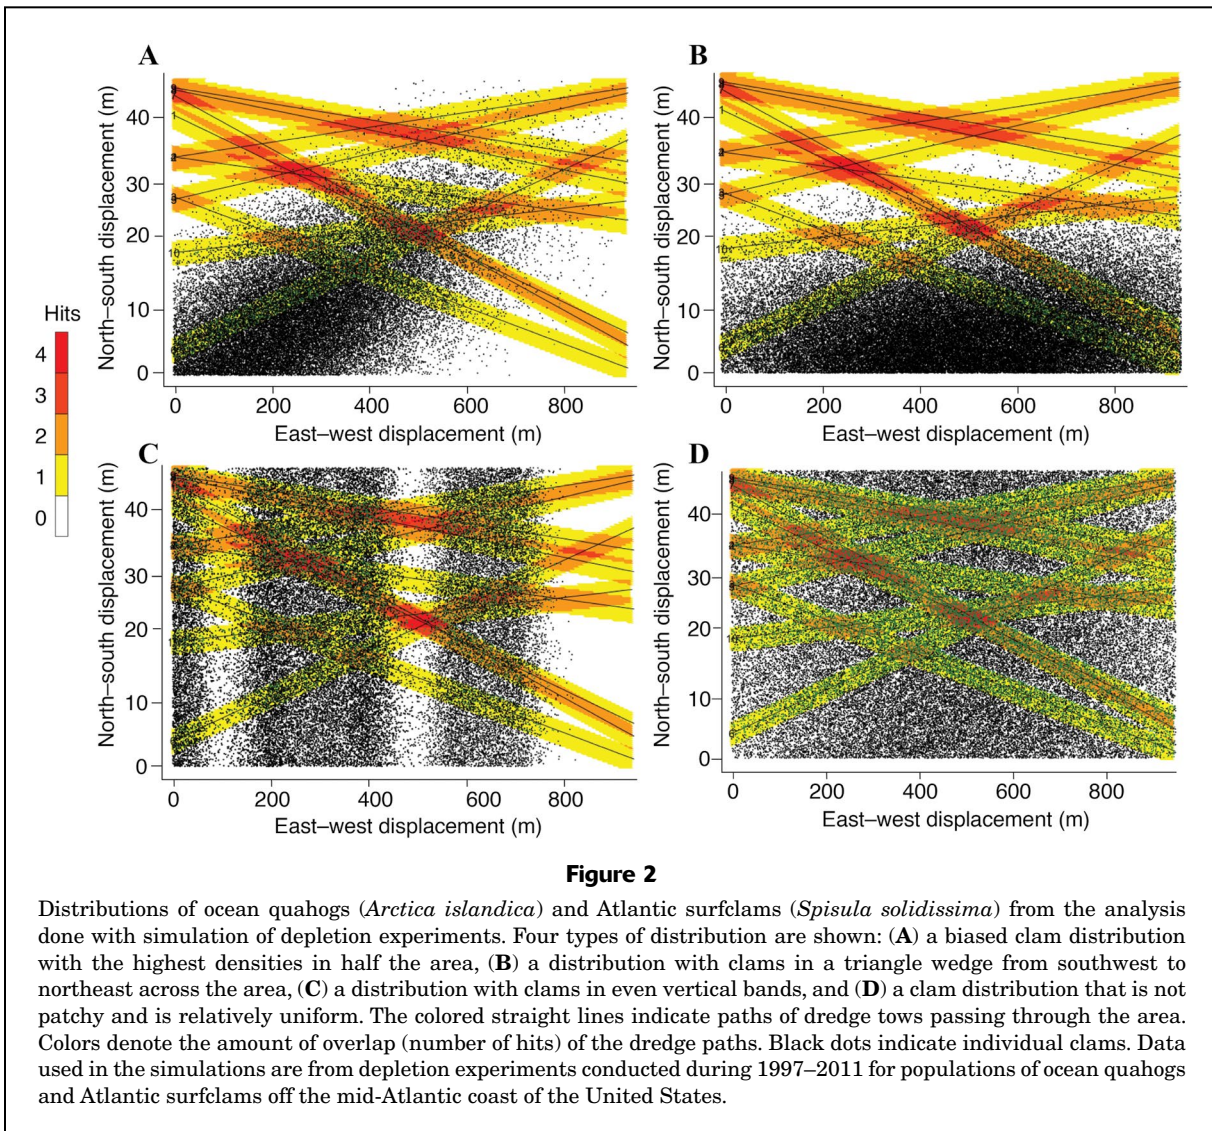 A
North–south displacement (m)
40
30
20
10
0
0 200 400 600 800
East–west displacement (m)
B
North–south displacement (m)
40
30
20
10
0
0 200 400 600 800
East–west displacement (m)
Hits
4
3
2
1
0
C
North–south displacement (m)
40
30
20
10
0
0 200 400 600 800
East–west displacement (m)
D
North–south displacement (m)
40
30
20
10
0
0 200 400 600 800
East–west displacement (m)
Figure 2
Distributions of ocean quahogs (Arctica islandica) and Atlantic surfclams (Spisula solidissima) from the analysis
done with simulation of depletion experiments. Four types of distribution are shown: (A) a biased clam distribution
with the highest densities in half the area, (B) a distribution with clams in a triangle wedge from southwest to
northeast across the area, (C) a distribution with clams in even vertical bands, and (D) a clam distribution that is not
patchy and is relatively uniform. The colored straight lines indicate paths of dredge tows passing through the area.
Colors denote the amount of overlap (number of hits) of the dredge paths. Black dots indicate individual clams. Data
used in the simulations are from depletion experiments conducted during 1997–2011 for populations of ocean quahogs
and Atlantic surfclams off the mid-Atlantic coast of the United States.